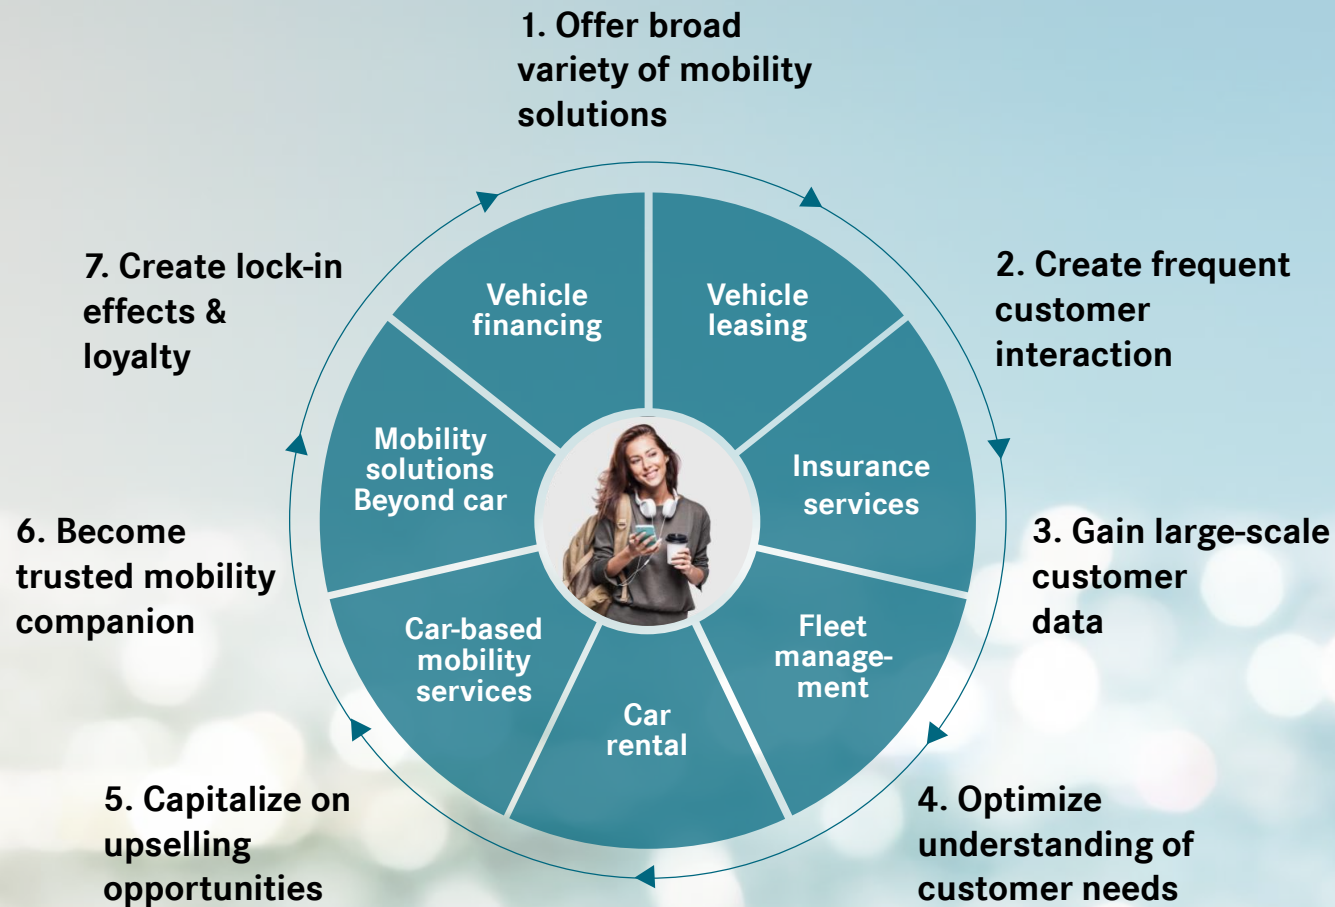 1. Offer broad
variety of mobility
solutions
2. Create frequent
customer
interaction
3. Gain large-scale
customer
data
4. Optimize
understanding of
customer needs
5. Capitalize on
upselling
opportunities
6. Become
trusted mobility
companion
7. Create lock-in
effects &
loyalty
Vehicle
financing
Vehicle
leasing
Insurance
services
Fleet
manage-
ment
Car
rental
Car-based
mobility
services
Mobility
solutions
Beyond car